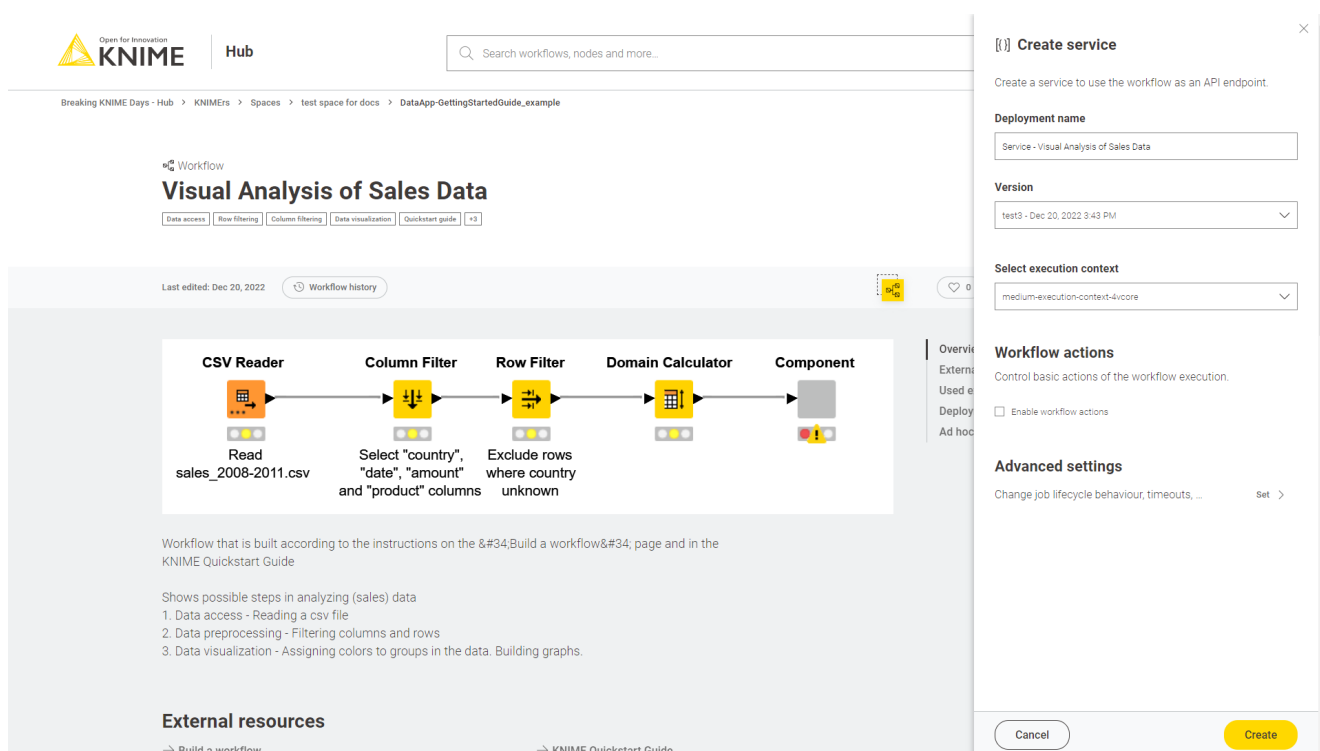 Open for Innovation
KNIME
Hub
Search workflows, nodes and more...
Breaking KNIME Days - Hub > KNIMErs > Spaces > test space for docs > DataApp-GettingStartedGuide_example
Workflow
Visual Analysis of Sales Data
Data access Row filtering Column filtering Data visualization Quickstart guide +3
Last edited: Dec 20, 2022 Workflow history 0
CSV Reader Column Filter Row Filter Domain Calculator Component
Read
sales_2008-2011.csv
Select "country",
"date", "amount"
and "product" columns
Exclude rows
where country
unknown
Workflow that is built according to the instructions on the &#34;Build a workflow&#34; page and in the
KNIME Quickstart Guide
Shows possible steps in analyzing (sales) data
1. Data access - Reading a csv file
2. Data preprocessing - Filtering columns and rows
3. Data visualization - Assigning colors to groups in the data. Building graphs.
External resources
→ Build a workflow → KNIME Quickstart Guide
Overvie
Externa
Used e
Deploy
Ad hoc
[()] Create service
Create a service to use the workflow as an API endpoint.
Deployment name
Service - Visual Analysis of Sales Data
Version
test3 - Dec 20, 2022 3:43 PM
Select execution context
medium-execution-context-4vcore
Workflow actions
Control basic actions of the workflow execution.
Enable workflow actions
Advanced settings
Change job lifecycle behaviour, timeouts, ... Set >
Cancel Create